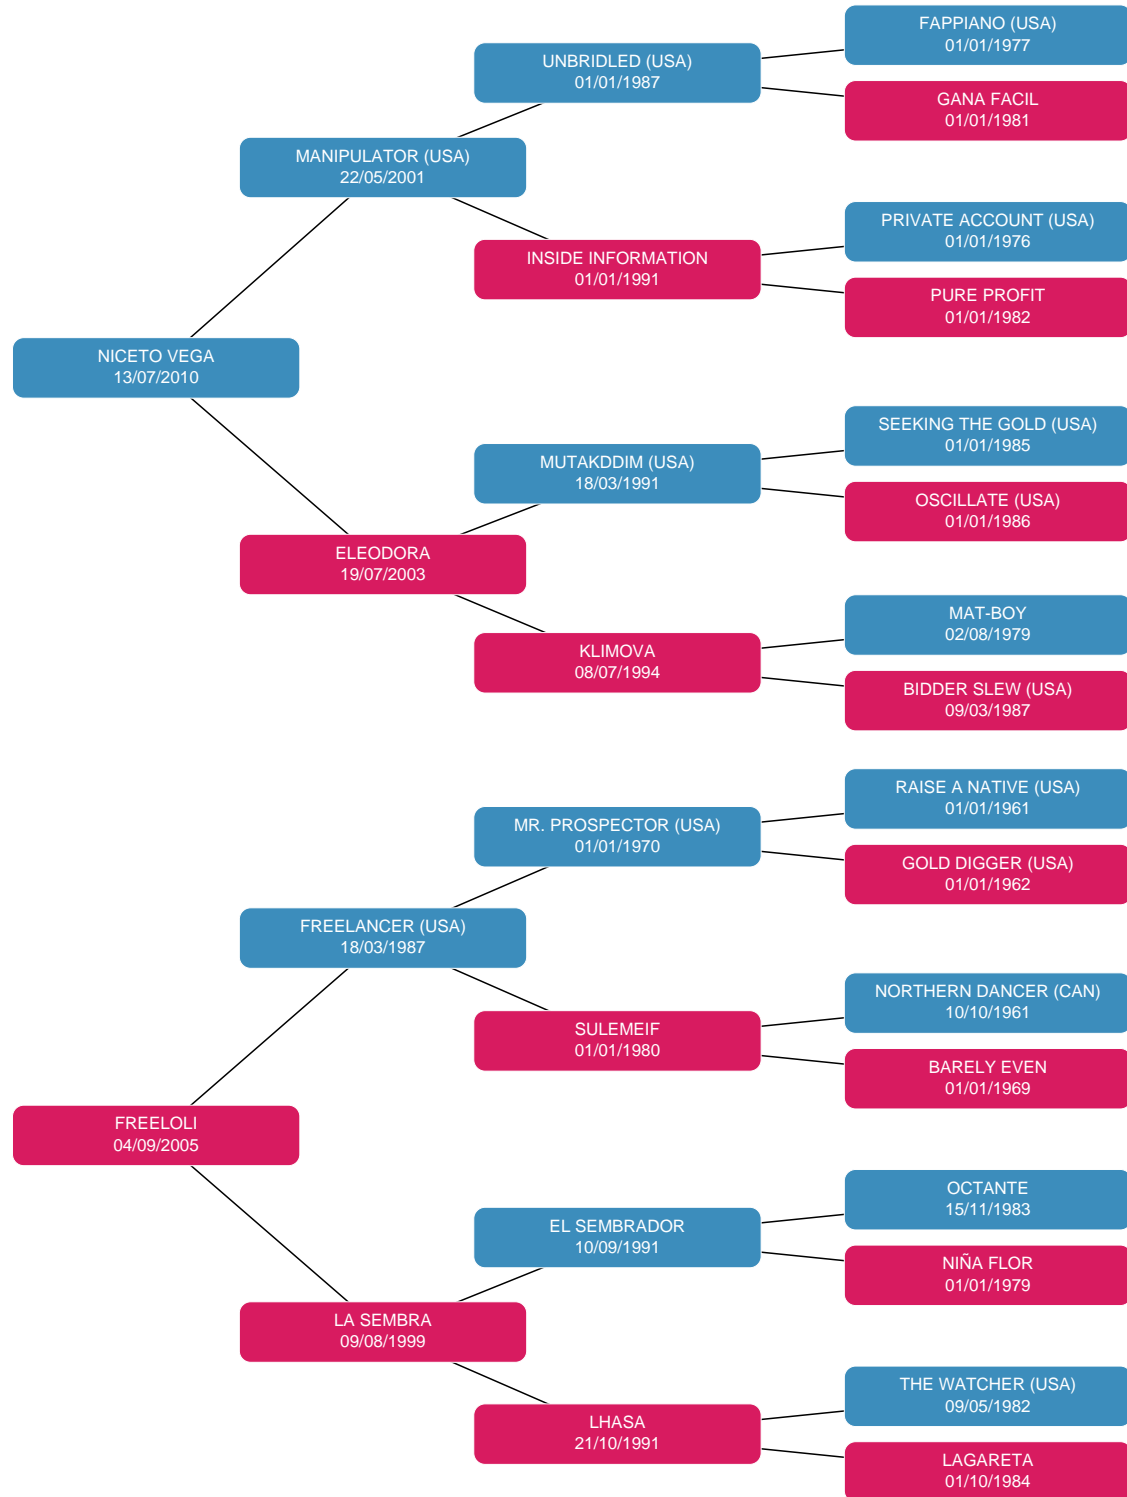 FAPPIANO (USA)
01/01/1977
UNBRIDLED (USA)
01/01/1987
GANA FACIL
01/01/1981
MANIPULATOR (USA)
22/05/2001
PRIVATE ACCOUNT (USA)
01/01/1976
INSIDE INFORMATION
01/01/1991
PURE PROFIT
01/01/1982
NICETO VEGA
13/07/2010
SEEKING THE GOLD (USA)
01/01/1985
MUTAKDDIM (USA)
18/03/1991
OSCILLATE (USA)
01/01/1986
ELEODORA
19/07/2003
MAT-BOY
02/08/1979
KLIMOVA
08/07/1994
BIDDER SLEW (USA)
09/03/1987
RAISE A NATIVE (USA)
01/01/1961
MR. PROSPECTOR (USA)
01/01/1970
GOLD DIGGER (USA)
01/01/1962
FREELANCER (USA)
18/03/1987
NORTHERN DANCER (CAN)
10/10/1961
SULEMEIF
01/01/1980
BARELY EVEN
01/01/1969
FREELOLI
04/09/2005
OCTANTE
15/11/1983
EL SEMBRADOR
10/09/1991
NIÑA FLOR
01/01/1979
LA SEMBRA
09/08/1999
THE WATCHER (USA)
09/05/1982
LHASA
21/10/1991
LAGARETA
01/10/1984